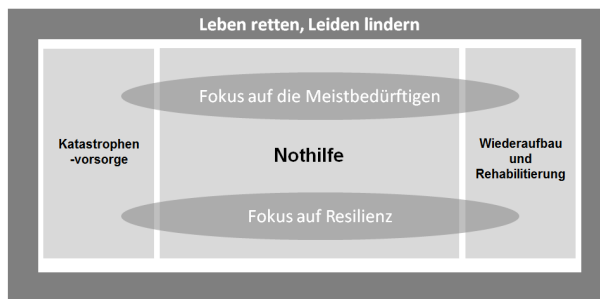 Leben retten, Leiden lindern
Fokus auf die Meistbedürftigen
Katastrophen
-vorsorge
Nothilfe
Wiederaufbau
und
Rehabilitierung
Fokus auf Resilienz